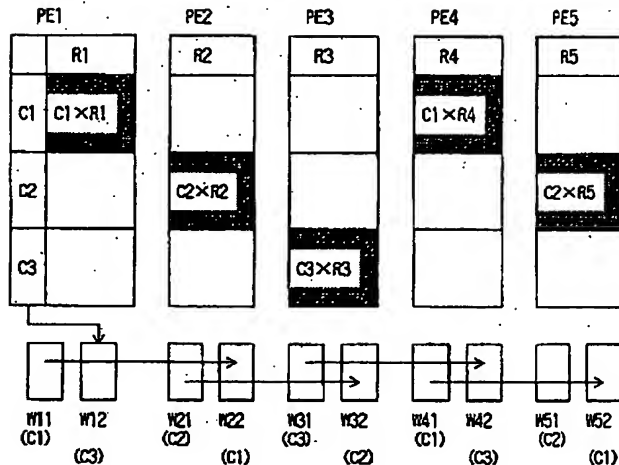 PE1 PE2 PE3 PE4 PE5
R1 R2 R3 R4 R5
C1 C1×R1 C1×R4
C2 C2×R2 C2×R5
C3 C3×R3
W11 W12 W21 W22 W31 W32 W41 W42 W51 W52
(C1) (C2) (C3) (C1) (C2)
(C3) (C1) (C2) (C3) (C1)